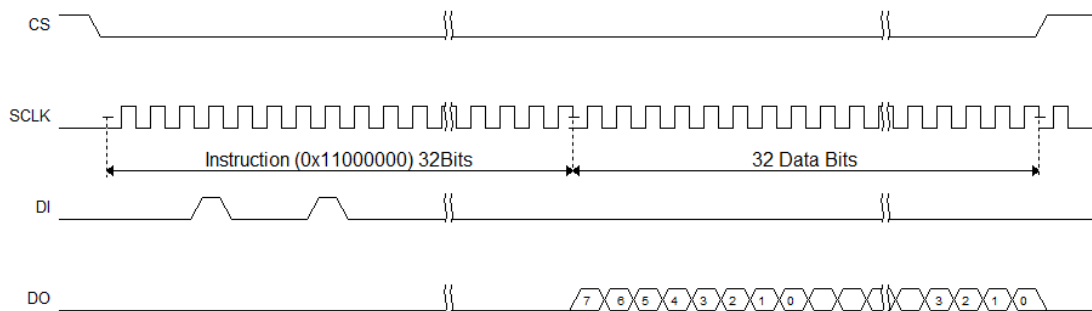 CS
SCLK
Instruction (0x11000000) 32Bits
32 Data Bits
DI
DO
7 6 5 4 3 2 1 0 3 2 1 0